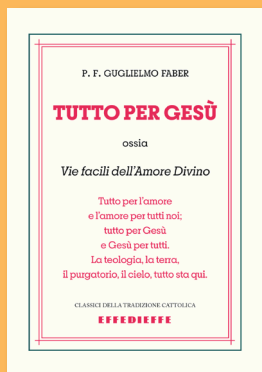 P. F. GUGLIELMO FABER
TUTTO PER GESÙ
ossia
Vie facili dell'Amore Divino
Tutto per l'amore
e l'amore per tutti noi;
tutto per Gesù
e Gesù per tutti.
La teologia, la terra,
il purgatorio, il cielo, tutto sta qui.
CLASSICI DELLA TRADIZIONE CATTOLICA
EFFEDIEFFE